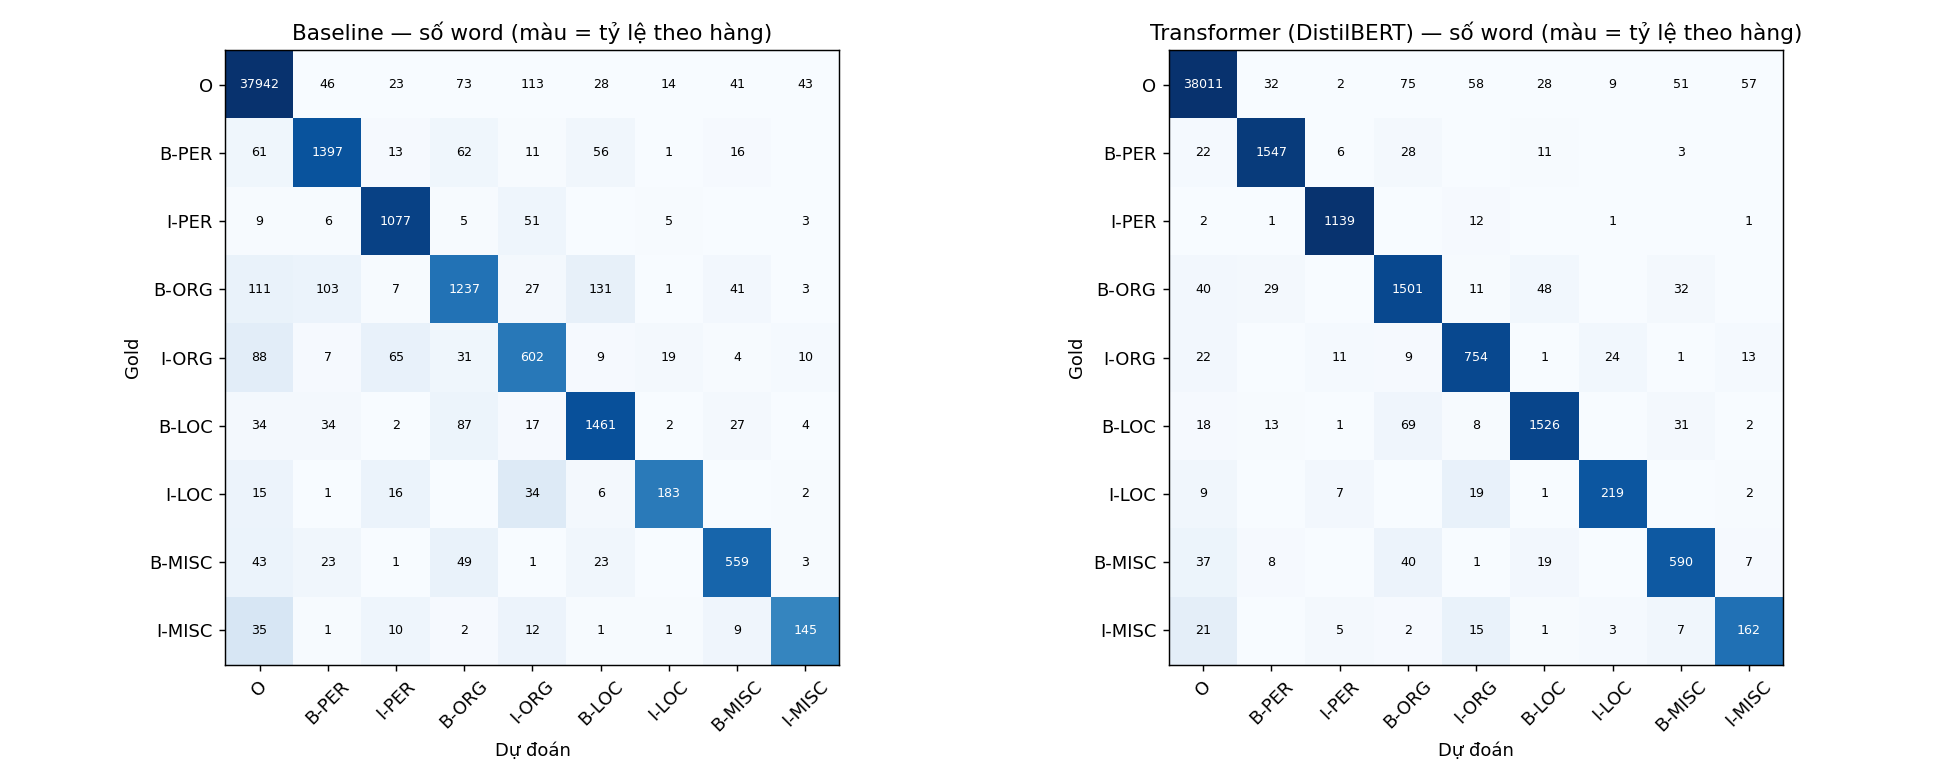 Baseline — số word (màu = tỷ lệ theo hàng)
O 37942 46 23 73 113 28 14 41 43
B-PER 61 1397 13 62 11 56 1 16
I-PER 9 6 1077 5 51 5 3
B-ORG 111 103 7 1237 27 131 1 41 3
I-ORG 88 7 65 31 602 9 19 4 10
B-LOC 34 34 2 87 17 1461 2 27 4
I-LOC 15 1 16 34 6 183 2
B-MISC 43 23 1 49 1 23 559 3
I-MISC 35 1 10 2 12 1 1 9 145
Gold
O B-PER I-PER B-ORG I-ORG B-LOC I-LOC B-MISC I-MISC
Dự đoán
Transformer (DistilBERT) — số word (màu = tỷ lệ theo hàng)
O 38011 32 2 75 58 28 9 51 57
B-PER 22 1547 6 28 11 3
I-PER 2 1 1139 12 1 1
B-ORG 40 29 1501 11 48 32
I-ORG 22 11 9 754 1 24 1 13
B-LOC 18 13 1 69 8 1526 31 2
I-LOC 9 7 19 1 219 2
B-MISC 37 8 40 1 19 590 7
I-MISC 21 5 2 15 1 3 7 162
Gold
O B-PER I-PER B-ORG I-ORG B-LOC I-LOC B-MISC I-MISC
Dự đoán